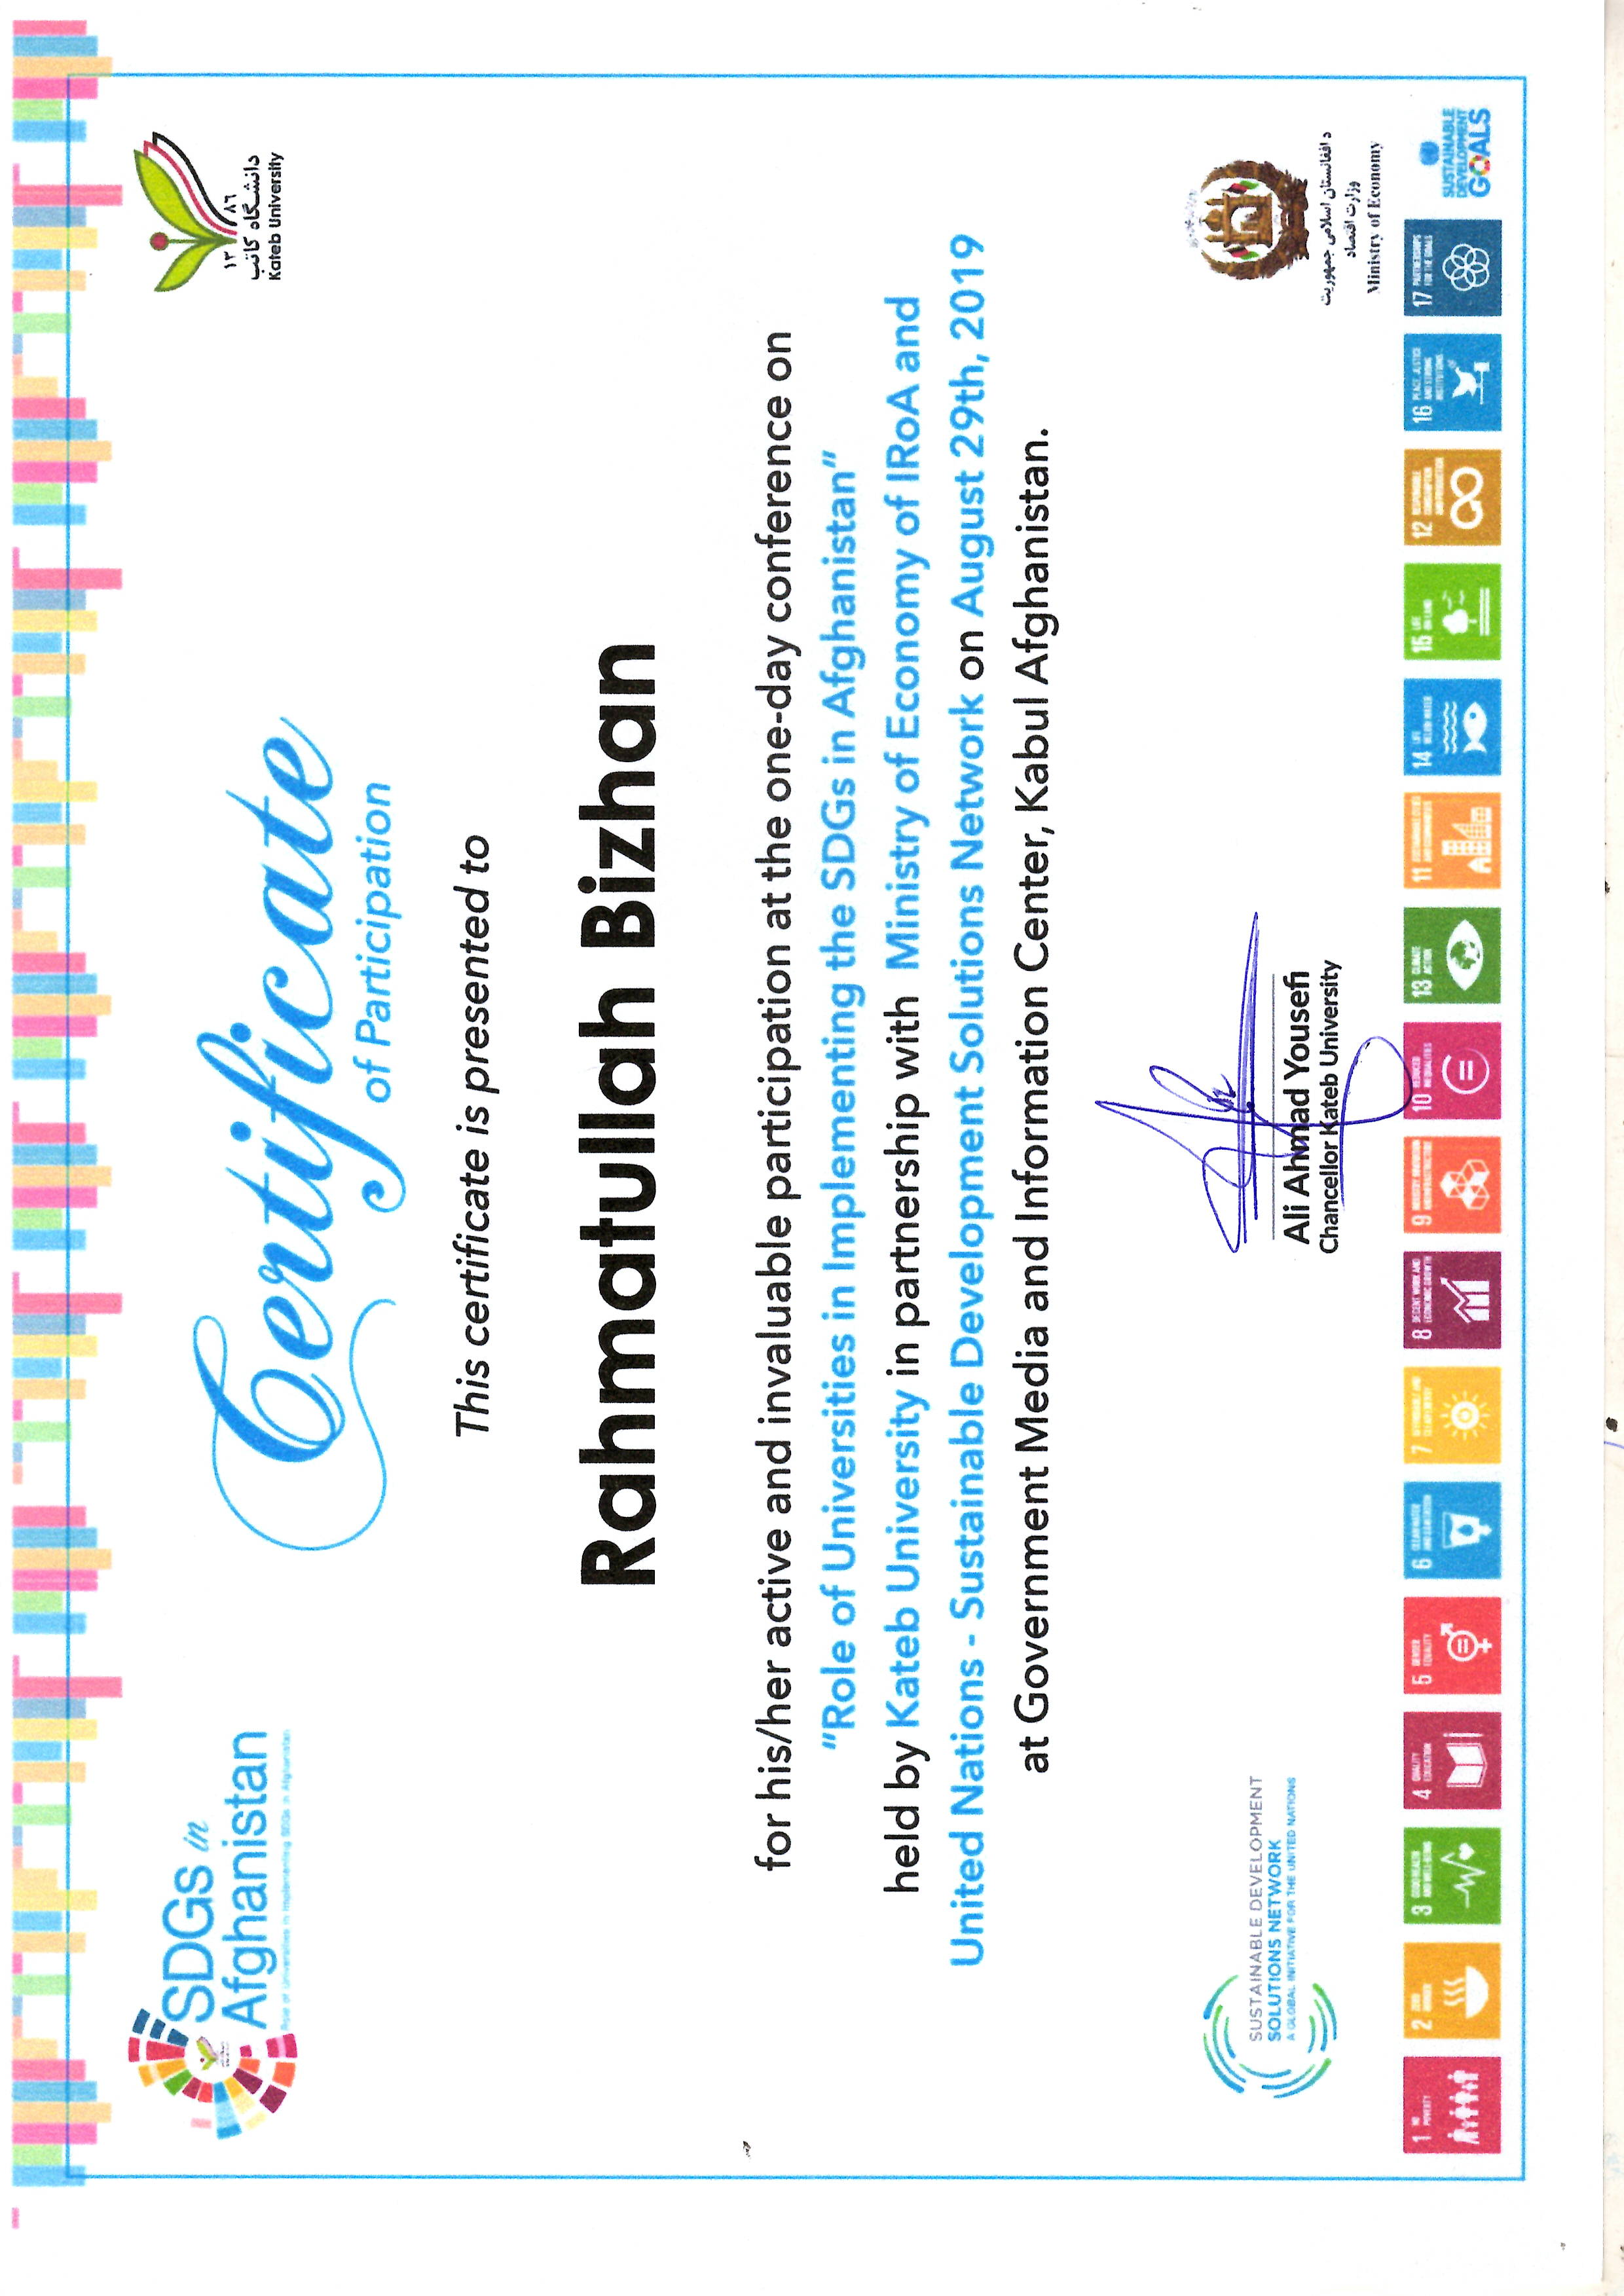 SDGs in
Afghanistan
Role of Universities in Implementing SDGs in Afghanistan
۱۳ ۸۶
دانشگاه کاتب
Kateb University
Certificate
of Participation
This certificate is presented to
Rahmatullah Bizhan
for his/her active and invaluable participation at the one-day conference on
“Role of Universities in Implementing the SDGs in Afghanistan”
held by Kateb University in partnership with Ministry of Economy of IRoA and
United Nations - Sustainable Development Solutions Network on August 29th, 2019
at Government Media and Information Center, Kabul Afghanistan.
SUSTAINABLE DEVELOPMENT
SOLUTIONS NETWORK
A GLOBAL INITIATIVE FOR THE UNITED NATIONS
Ali Ahmad Yousefi
Chancellor Kateb University
د افغانستان اسلامی جمهوریت
وزارت اقتصاد
Ministry of Economy
1 NO POVERTY
2 ZERO HUNGER
3 GOOD HEALTH AND WELL-BEING
4 QUALITY EDUCATION
5 GENDER EQUALITY
6 CLEAN WATER AND SANITATION
7 AFFORDABLE AND CLEAN ENERGY
8 DECENT WORK AND ECONOMIC GROWTH
9 INDUSTRY, INNOVATION AND INFRASTRUCTURE
10 REDUCED INEQUALITIES
13 CLIMATE ACTION
11 SUSTAINABLE CITIES AND COMMUNITIES
14 LIFE BELOW WATER
15 LIFE ON LAND
12 RESPONSIBLE CONSUMPTION AND PRODUCTION
16 PEACE, JUSTICE AND STRONG INSTITUTIONS
17 PARTNERSHIPS FOR THE GOALS
SUSTAINABLE
DEVELOPMENT
GOALS